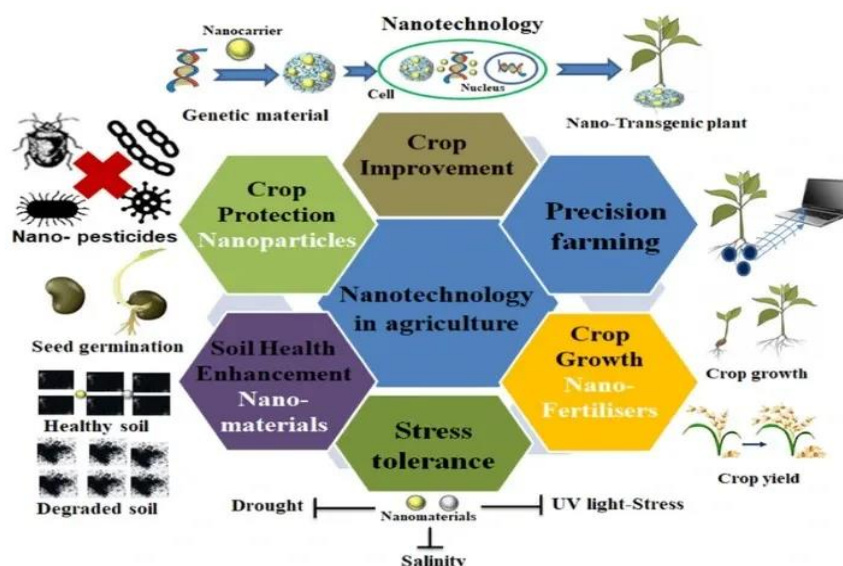 Nanotechnology
Nanocarrier
Genetic material
Cell
Nucleus
Nano-Transgenic plant
Nano- pesticides
Crop
Improvement
Crop
Protection
Nanoparticles
Precision
farming
Nanotechnology
in agriculture
Seed germination
Soil Health
Enhancement
Nano-
materials
Crop
Growth
Nano-
Fertilisers
Crop growth
Healthy soil
Stress
tolerance
Crop yield
Degraded soil
Drought
Nanomaterials
UV light-Stress
Salinity